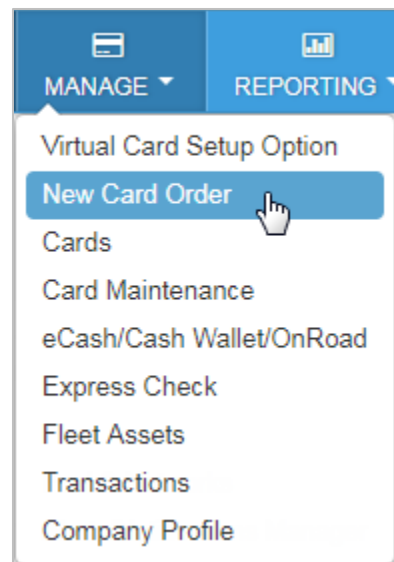 MANAGE REPORTING
Virtual Card Setup Option
New Card Order
Cards
Card Maintenance
eCash/Cash Wallet/OnRoad
Express Check
Fleet Assets
Transactions
Company Profile